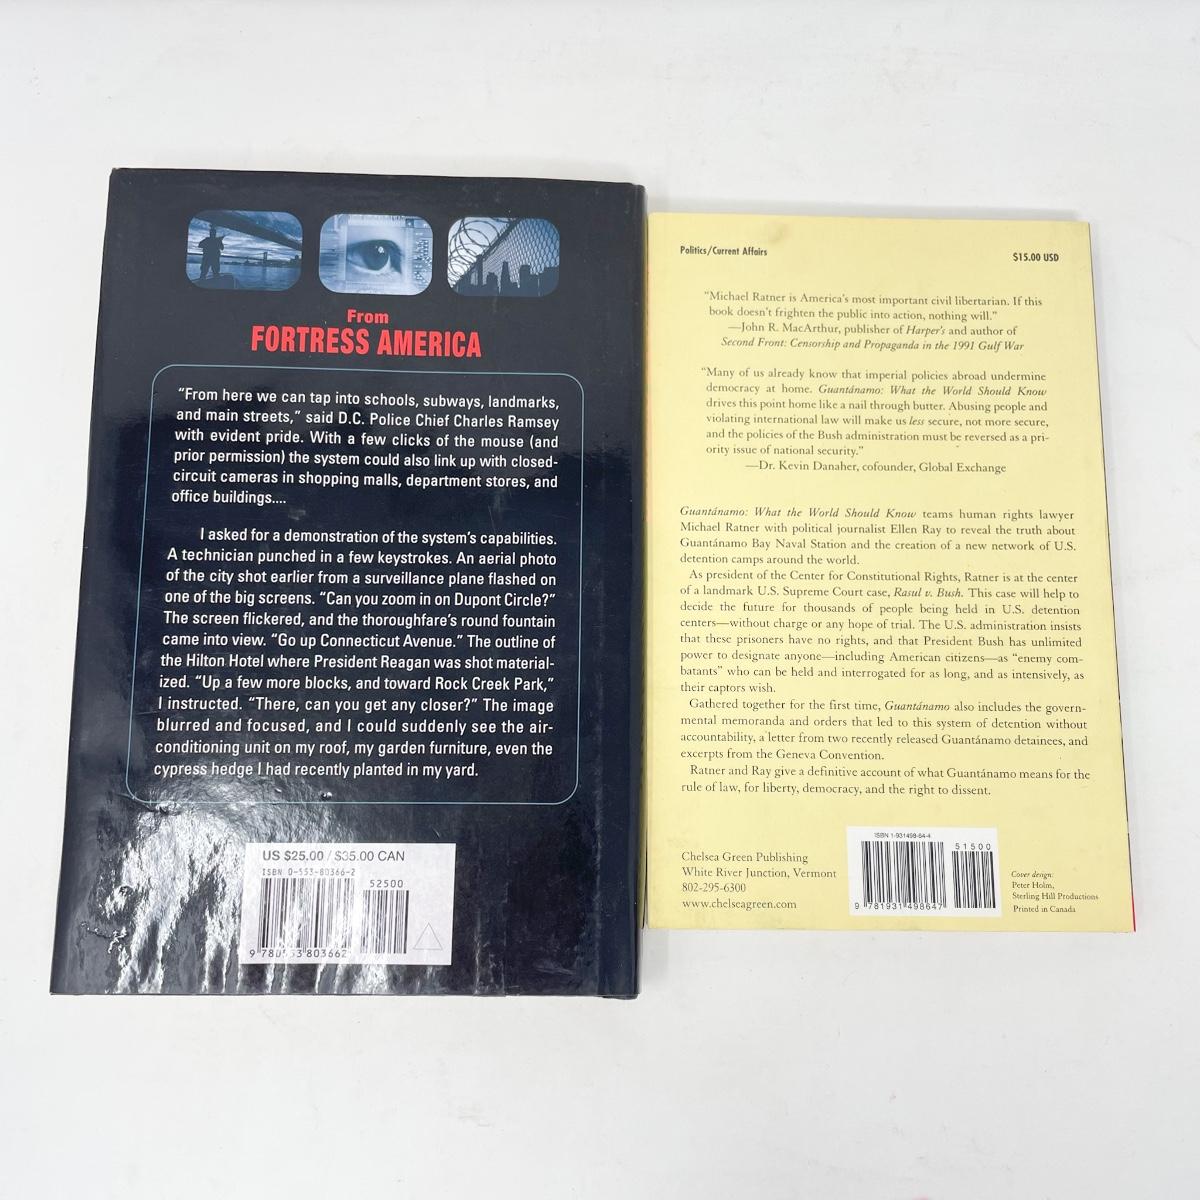 From
FORTRESS AMERICA
“From here we can tap into schools, subways, landmarks,
and main streets,” said D.C. Police Chief Charles Ramsey
with evident pride. With a few clicks of the mouse (and
prior permission) the system could also link up with closed-
circuit cameras in shopping malls, department stores, and
office buildings....
I asked for a demonstration of the system’s capabilities.
A technician punched in a few keystrokes. An aerial photo
of the city shot earlier from a surveillance plane flashed on
one of the big screens. “Can you zoom in on Dupont Circle?”
The screen flickered, and the thoroughfare’s round fountain
came into view. “Go up Connecticut Avenue.” The outline of
the Hilton Hotel where President Reagan was shot material-
ized. “Up a few more blocks, and toward Rock Creek Park,”
I instructed. “There, can you get any closer?” The image
blurred and focused, and I could suddenly see the air-
conditioning unit on my roof, my garden furniture, even the
cypress hedge I had recently planted in my yard.
US $25.00 / $35.00 CAN
ISBN 0-553-80366-2
52500
9 780553 803662
Politics/Current Affairs
$15.00 USD
“Michael Ratner is America’s most important civil libertarian. If this
book doesn’t frighten the public into action, nothing will.”
—John R. MacArthur, publisher of Harper’s and author of
Second Front: Censorship and Propaganda in the 1991 Gulf War
“Many of us already know that imperial policies abroad undermine
democracy at home. Guantánamo: What the World Should Know
drives this point home like a nail through butter. Abusing people and
violating international law will make us less secure, not more secure,
and the policies of the Bush administration must be reversed as a pri-
ority issue of national security.”
—Dr. Kevin Danaher, cofounder, Global Exchange
Guantánamo: What the World Should Know teams human rights lawyer
Michael Ratner with political journalist Ellen Ray to reveal the truth about
Guantánamo Bay Naval Station and the creation of a new network of U.S.
detention camps around the world.
As president of the Center for Constitutional Rights, Ratner is at the center
of a landmark U.S. Supreme Court case, Rasul v. Bush. This case will help to
decide the future for thousands of people being held in U.S. detention
centers—without charge or any hope of trial. The U.S. administration insists
that these prisoners have no rights, and that President Bush has unlimited
power to designate anyone—including American citizens—as “enemy com-
batants” who can be held and interrogated for as long, and as intensively, as
their captors wish.
Gathered together for the first time, Guantánamo also includes the govern-
mental memoranda and orders that led to this system of detention without
accountability, a letter from two recently released Guantánamo detainees, and
excerpts from the Geneva Convention.
Ratner and Ray give a definitive account of what Guantánamo means for the
rule of law, for liberty, democracy, and the right to dissent.
Chelsea Green Publishing
White River Junction, Vermont
802-295-6300
www.chelseagreen.com
ISBN 1-931498-64-4
51500
9 781931 498647
Cover design:
Peter Holm,
Sterling Hill Productions
Printed in Canada